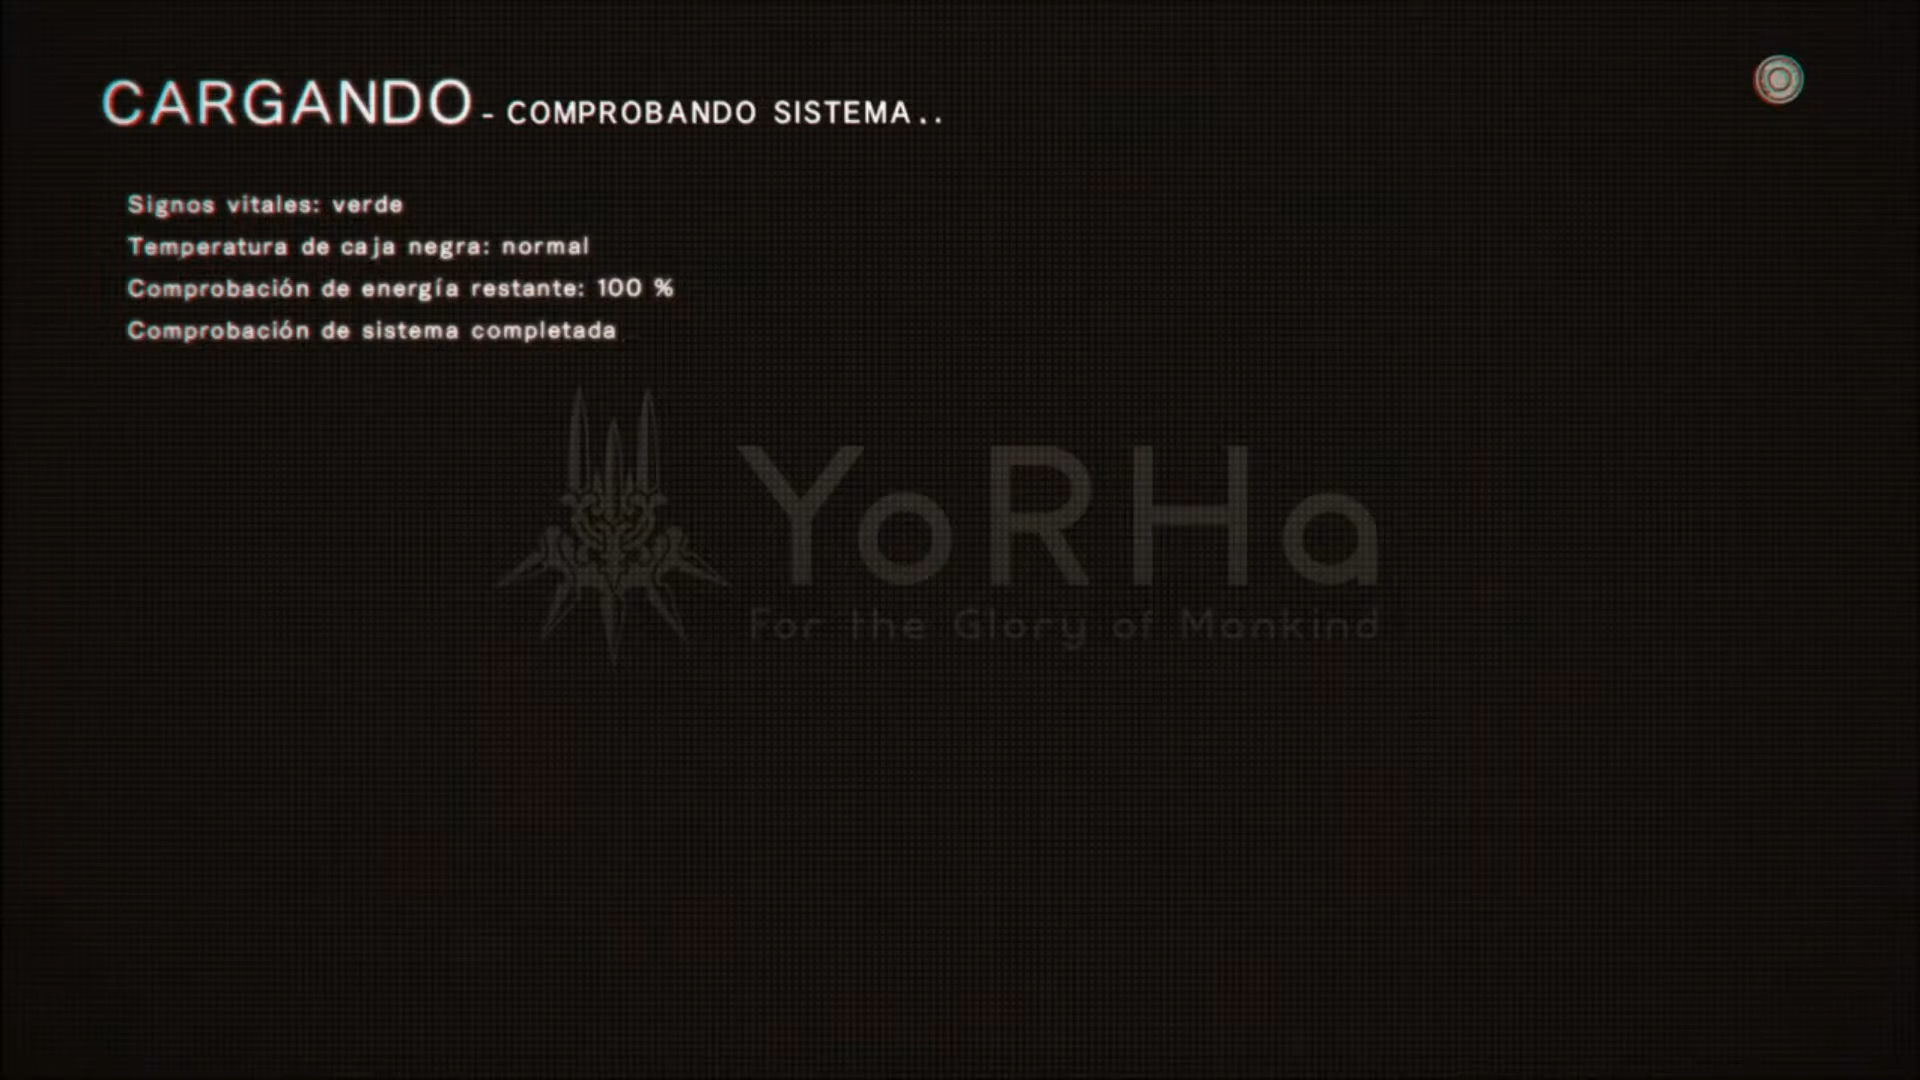 CARGANDO - COMPROBANDO SISTEMA..
Signos vitales: verde
Temperatura de caja negra: normal
Comprobación de energía restante: 100 %
Comprobación de sistema completada
YoRHa
For the Glory of Mankind